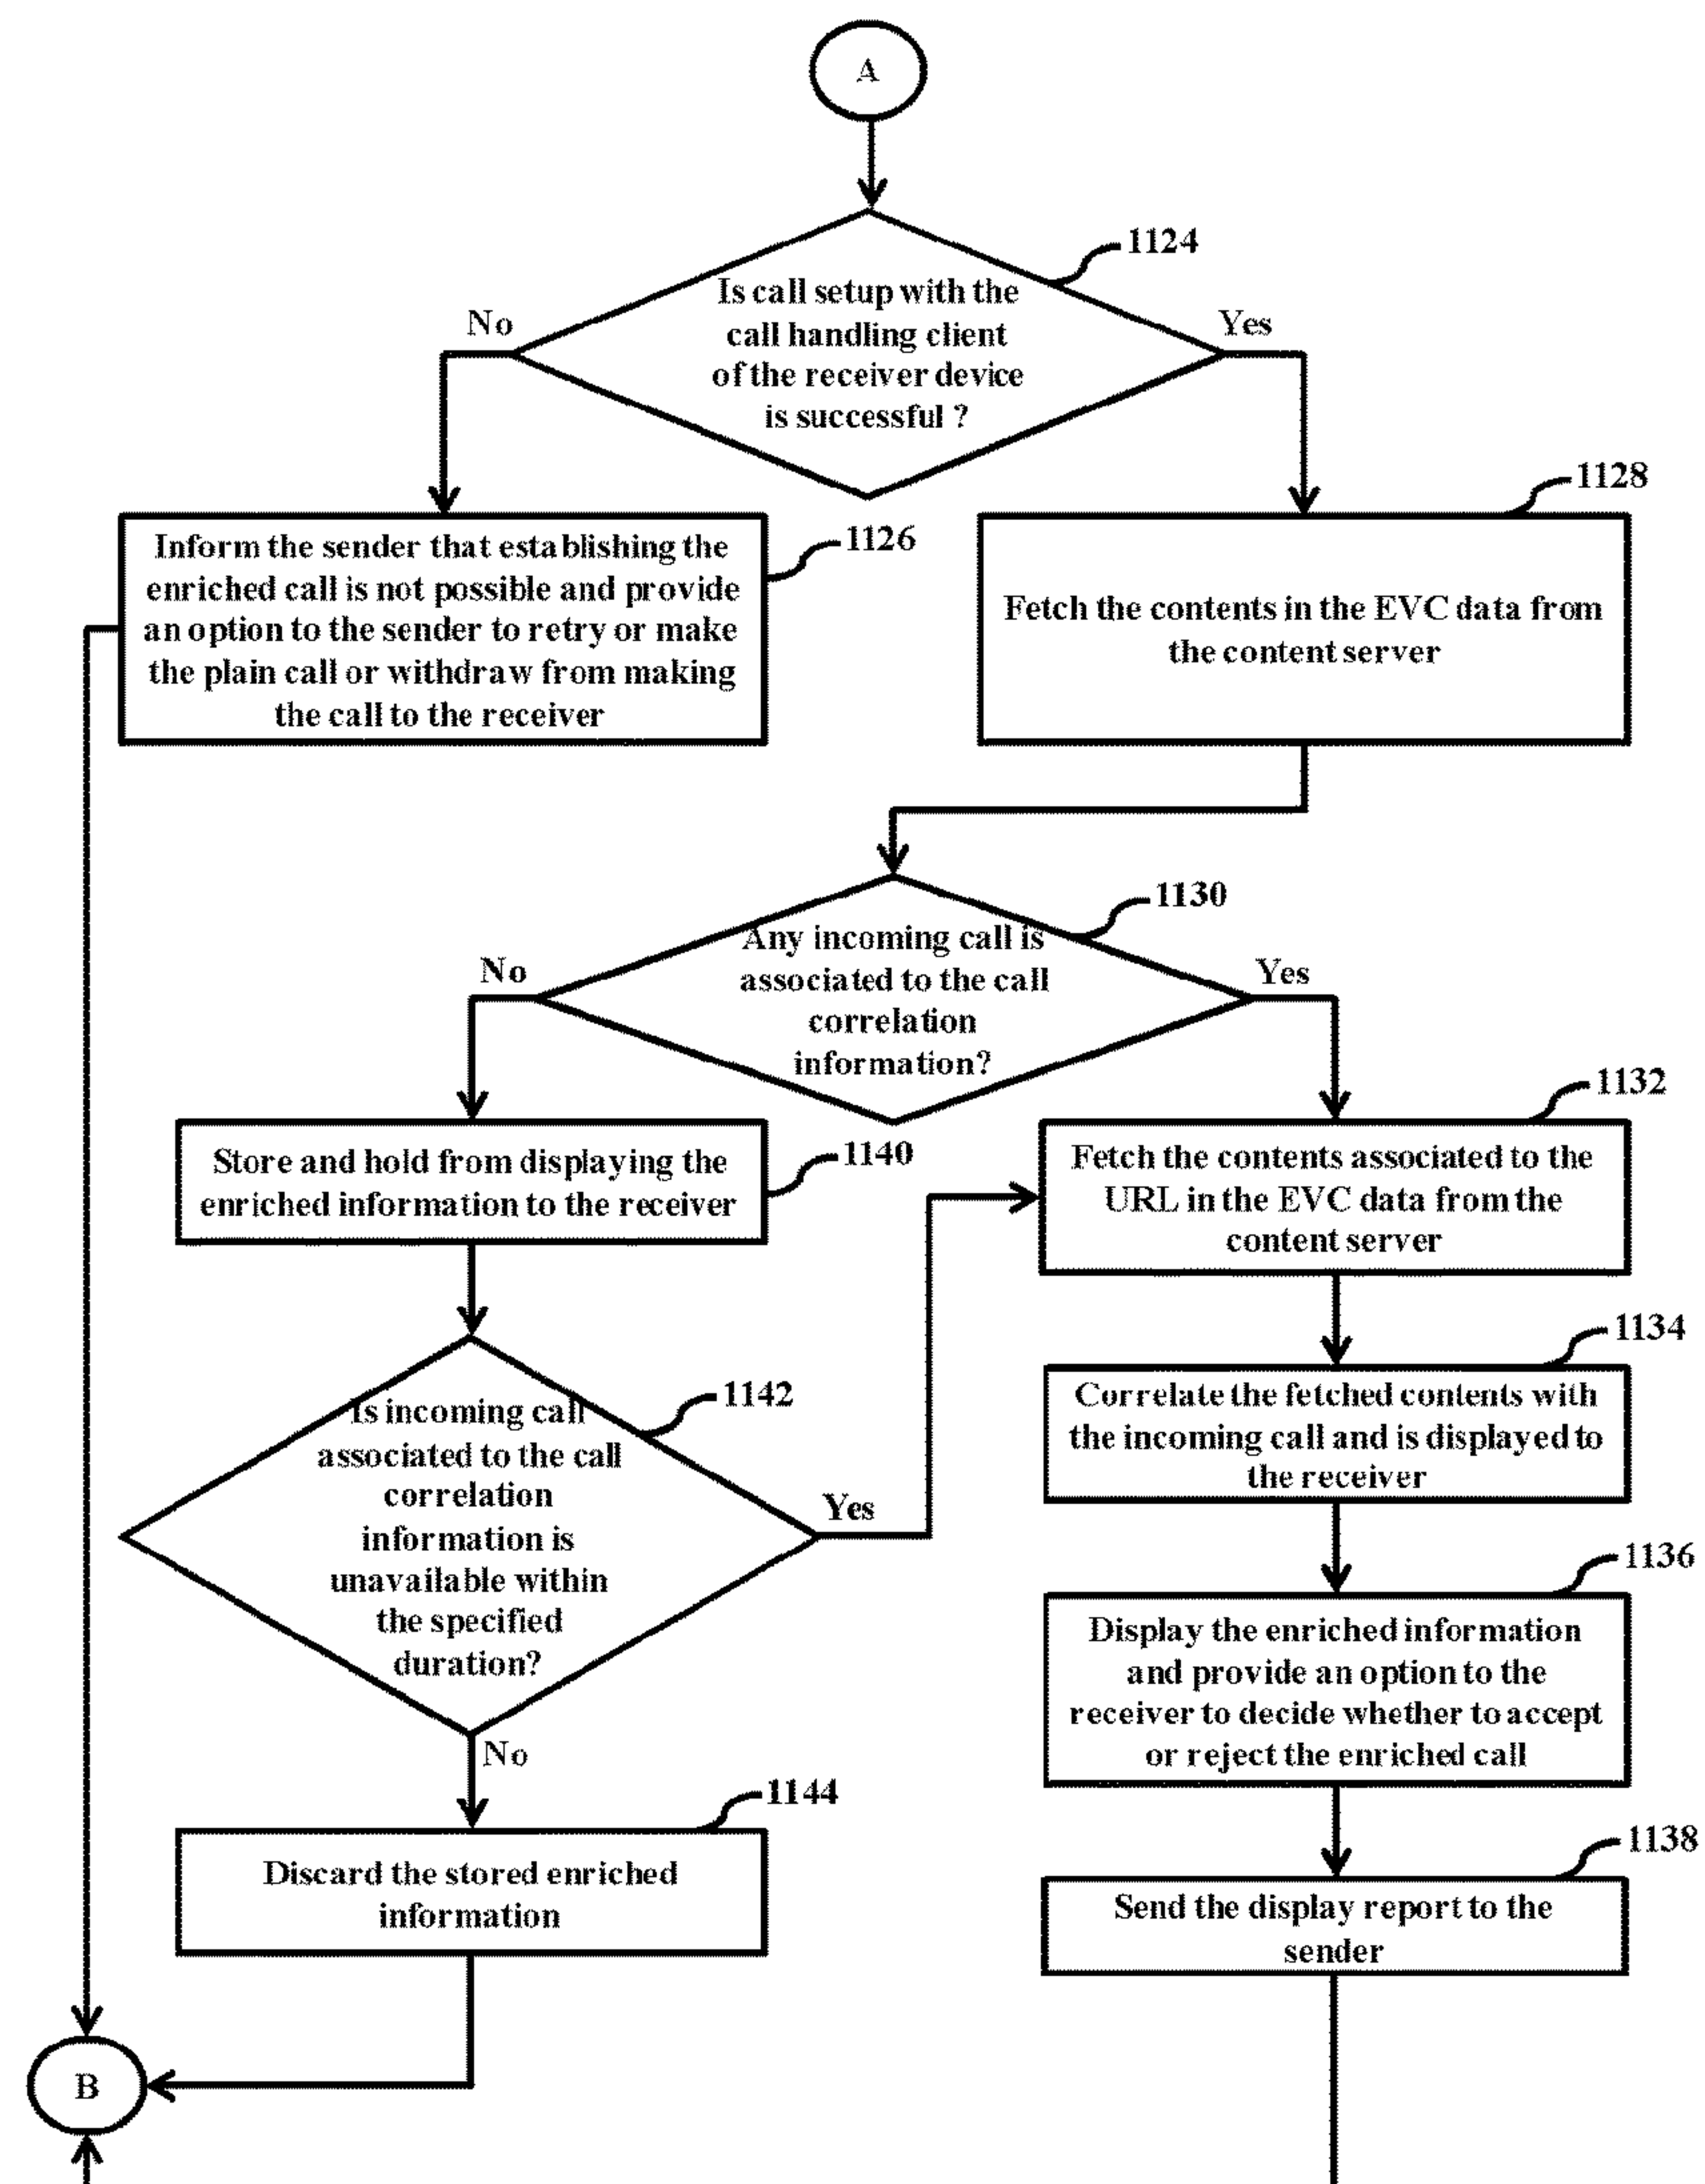 A
1124
Is call setup with the
call handling client
of the receiver device
is successful ?
No
Yes
1126
Inform the sender that establishing the
enriched call is not possible and provide
an option to the sender to retry or make
the plain call or withdraw from making
the call to the receiver
1128
Fetch the contents in the EVC data from
the content server
1130
Any incoming call is
associated to the call
correlation
information?
No
Yes
1140
Store and hold from displaying the
enriched information to the receiver
1132
Fetch the contents associated to the
URL in the EVC data from the
content server
1134
Correlate the fetched contents with
the incoming call and is displayed to
the receiver
1142
Is incoming call
associated to the call
correlation
information is
unavailable within
the specified
duration?
Yes
No
1136
Display the enriched information
and provide an option to the
receiver to decide whether to accept
or reject the enriched call
1144
Discard the stored enriched
information
1138
Send the display report to the
sender
B